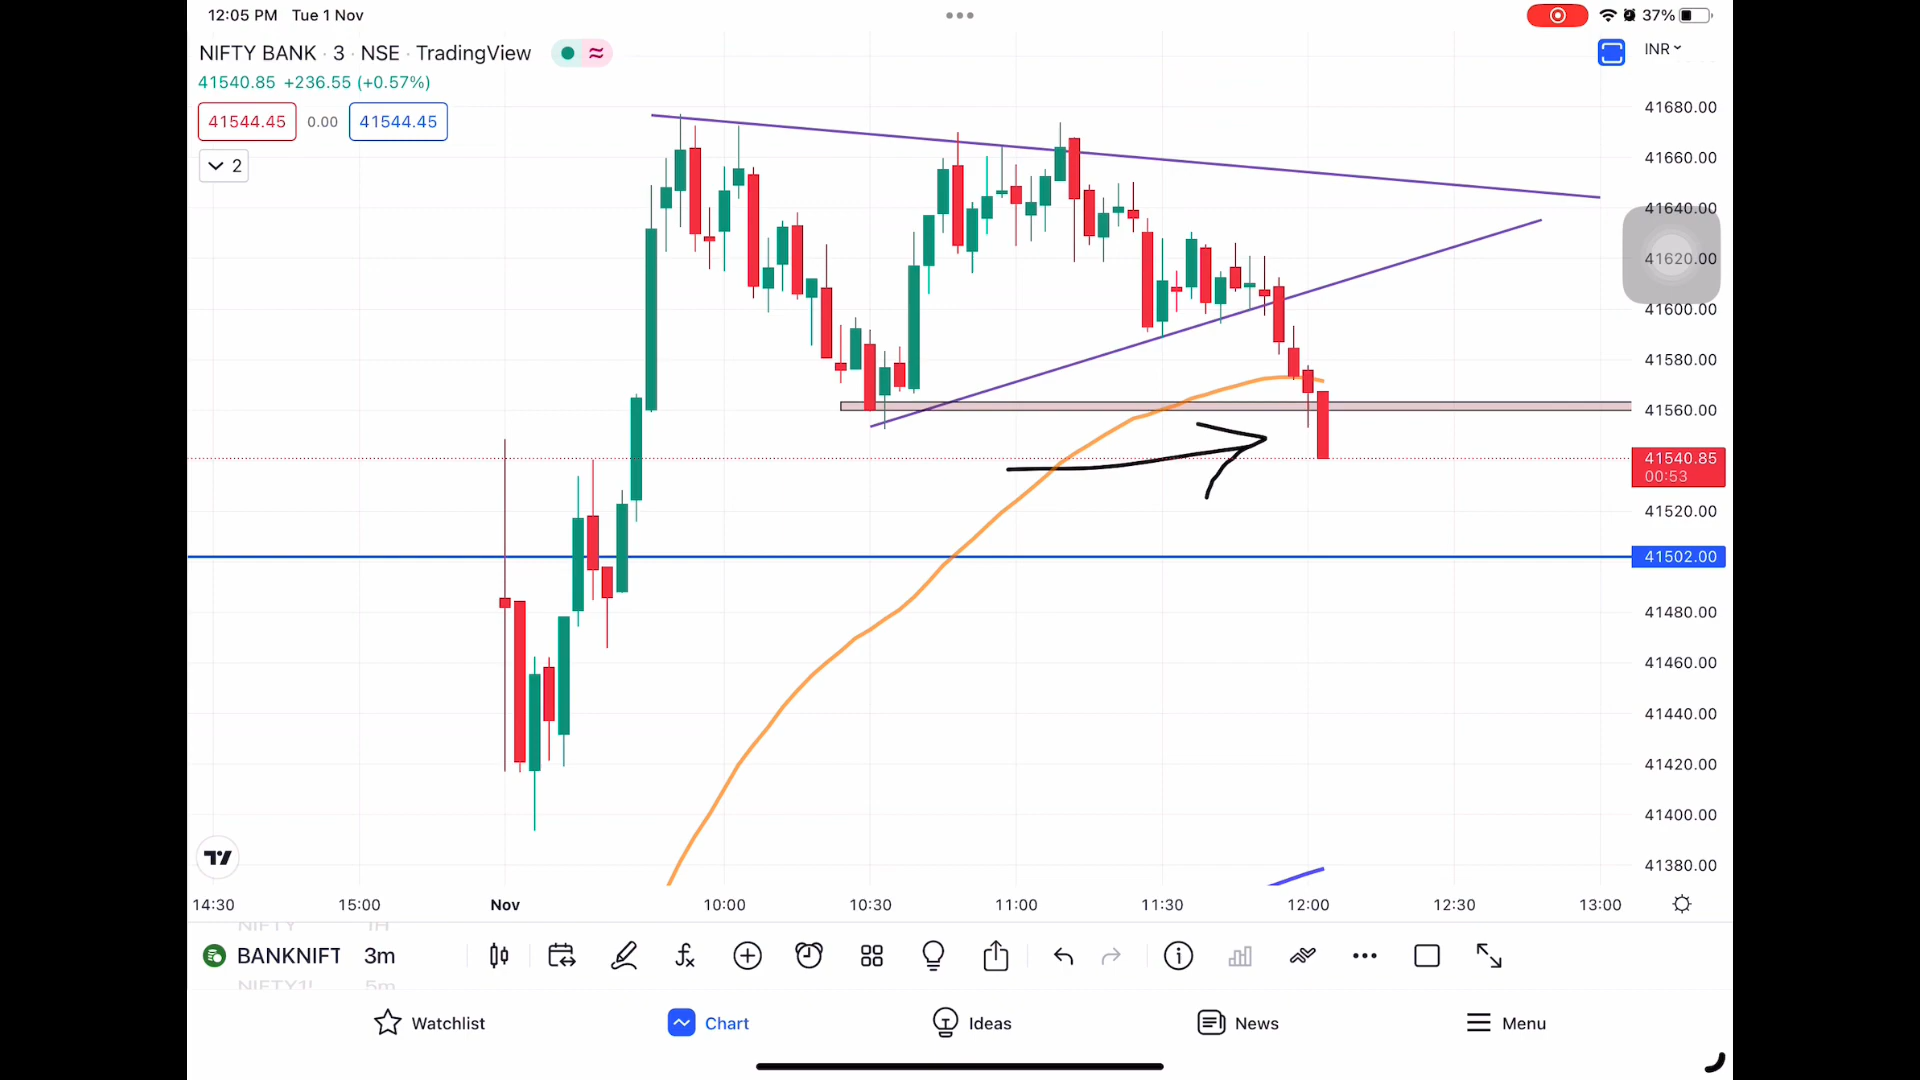 12:05 PM Tue 1 Nov
37%
NIFTY BANK · 3 · NSE · TradingView
INR
41540.85 +236.55 (+0.57%)
41544.45 0.00 41544.45
2
41680.00
41660.00
41640.00
41620.00
41600.00
41580.00
41560.00
41540.85
00:53
41520.00
41502.00
41480.00
41460.00
41440.00
41420.00
41400.00
41380.00
14:30 15:00 Nov 10:00 10:30 11:00 11:30 12:00 12:30 13:00
NIFTY 1H
BANKNIFT 3m
NIFTY1! 5m
Watchlist Chart Ideas News Menu